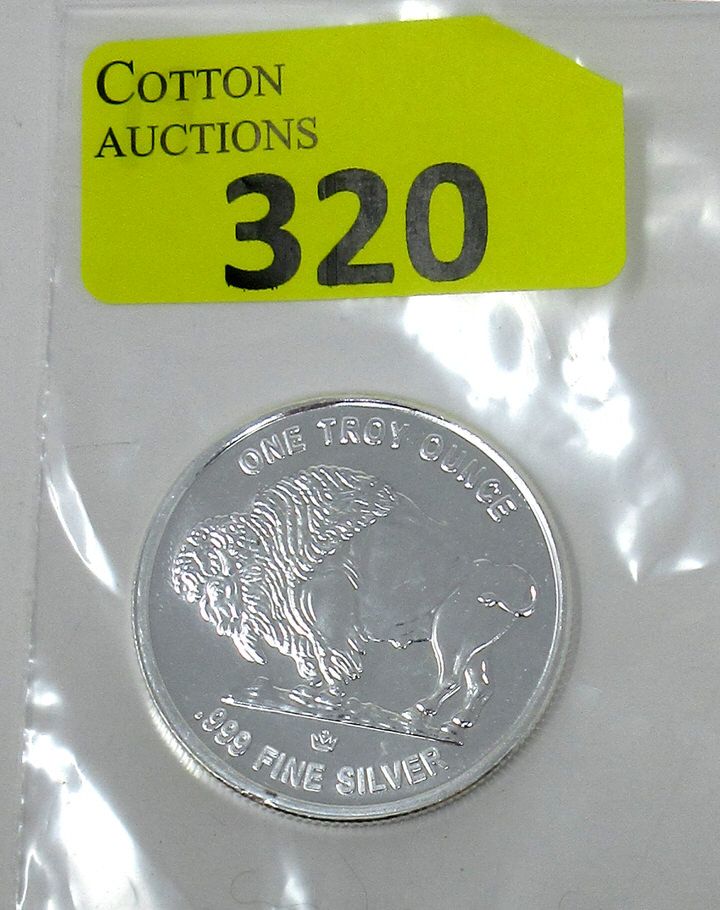 COTTON
AUCTIONS
320
ONE TROY OUNCE
.999 FINE SILVER